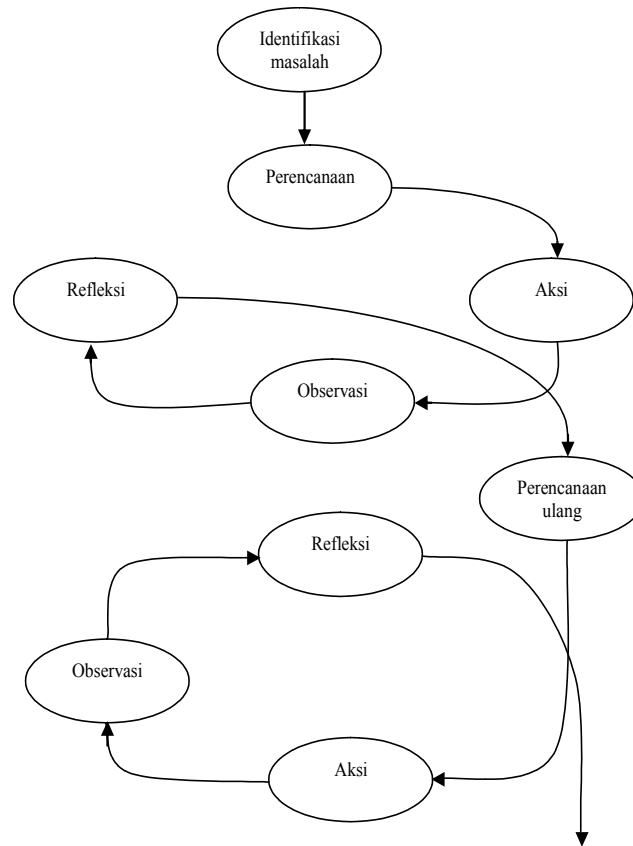 Identifikasi
masalah
Perencanaan
Refleksi
Aksi
Observasi
Perencanaan
ulang
Refleksi
Observasi
Aksi